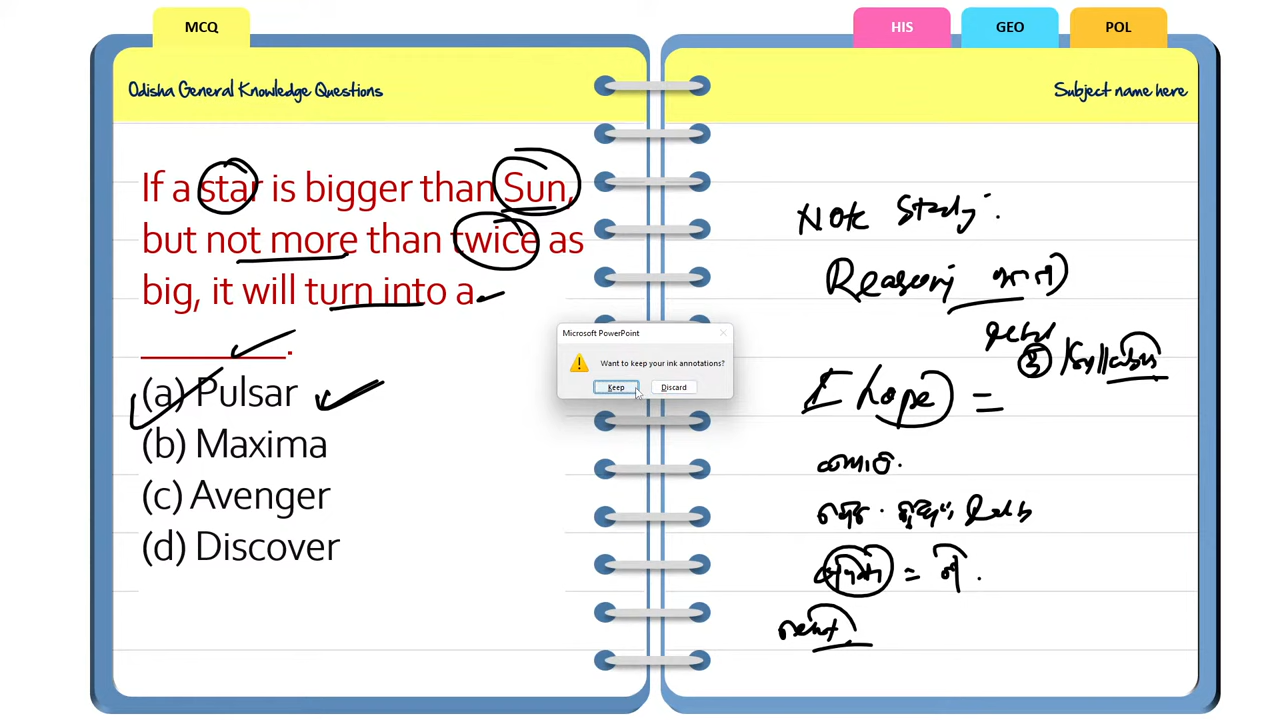 MCQ
HIS GEO POL
Odisha General Knowledge Questions
Subject name here
If a star is bigger than Sun,
but not more than twice as
big, it will turn into a
__________.
(a) Pulsar
(b) Maxima
(c) Avenger
(d) Discover
Microsoft PowerPoint
Want to keep your ink annotations?
Keep Discard
Note Study:
Reasoning
Syllabus
I hope =